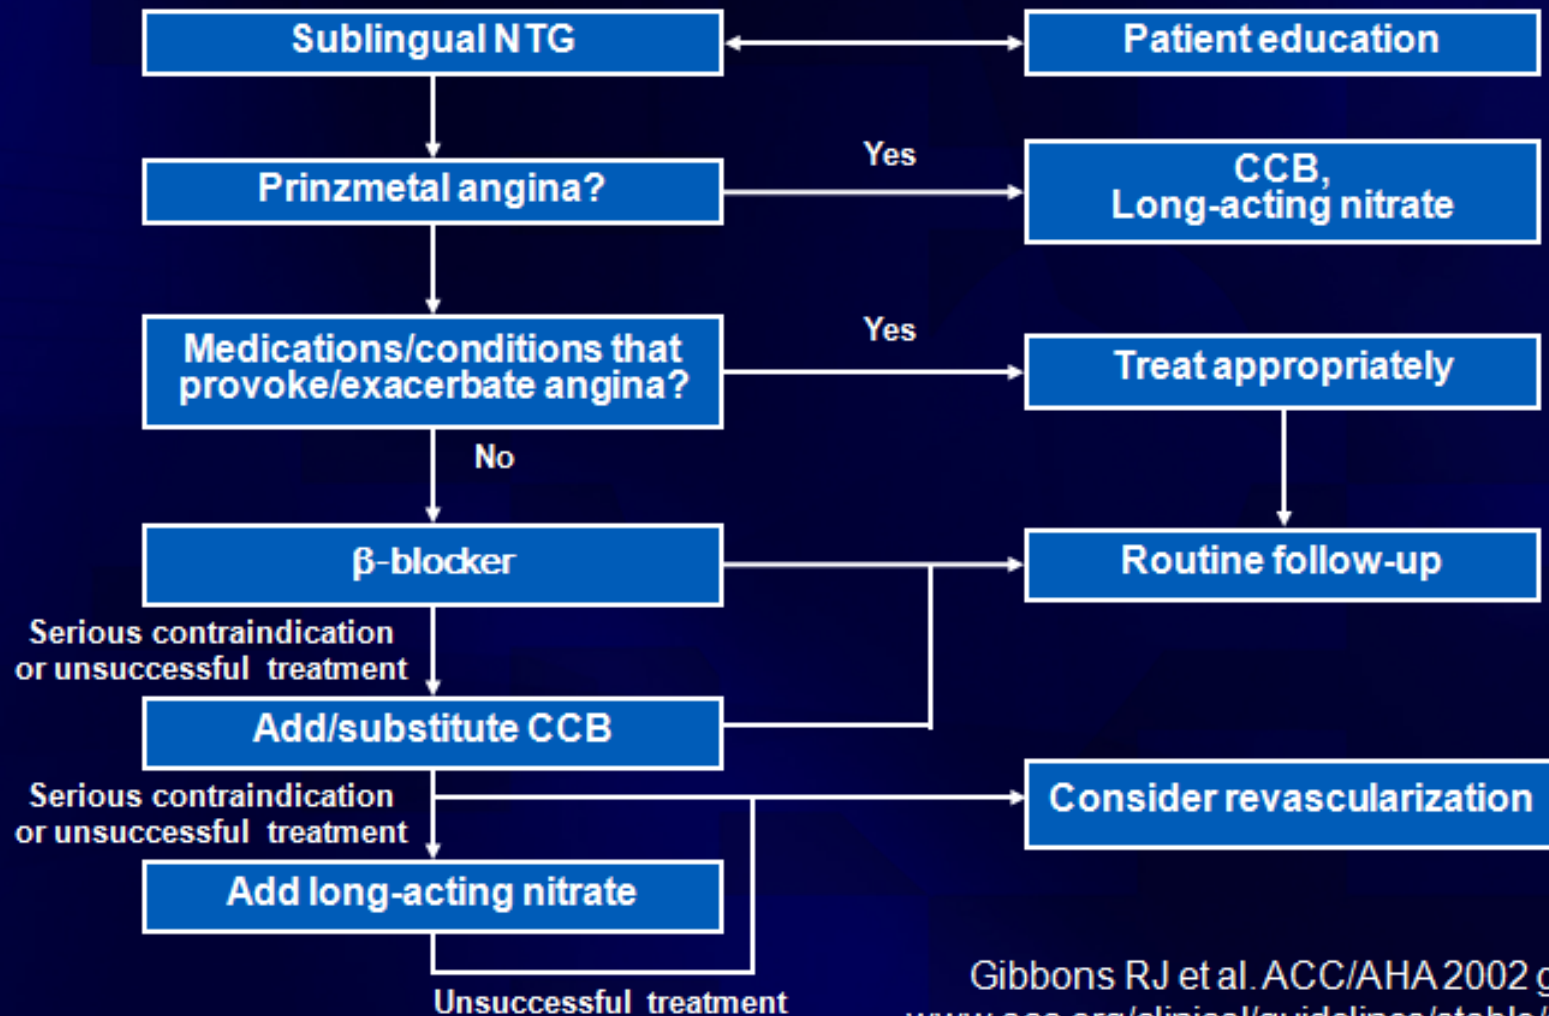 Sublingual NTG
Patient education
Prinzmetal angina?
Yes
CCB,
Long-acting nitrate
Medications/conditions that
provoke/exacerbate angina?
Yes
Treat appropriately
No
β-blocker
Routine follow-up
Serious contraindication
or unsuccessful treatment
Add/substitute CCB
Serious contraindication
or unsuccessful treatment
Consider revascularization
Add long-acting nitrate
Unsuccessful treatment
Gibbons RJ et al. ACC/AHA 2002